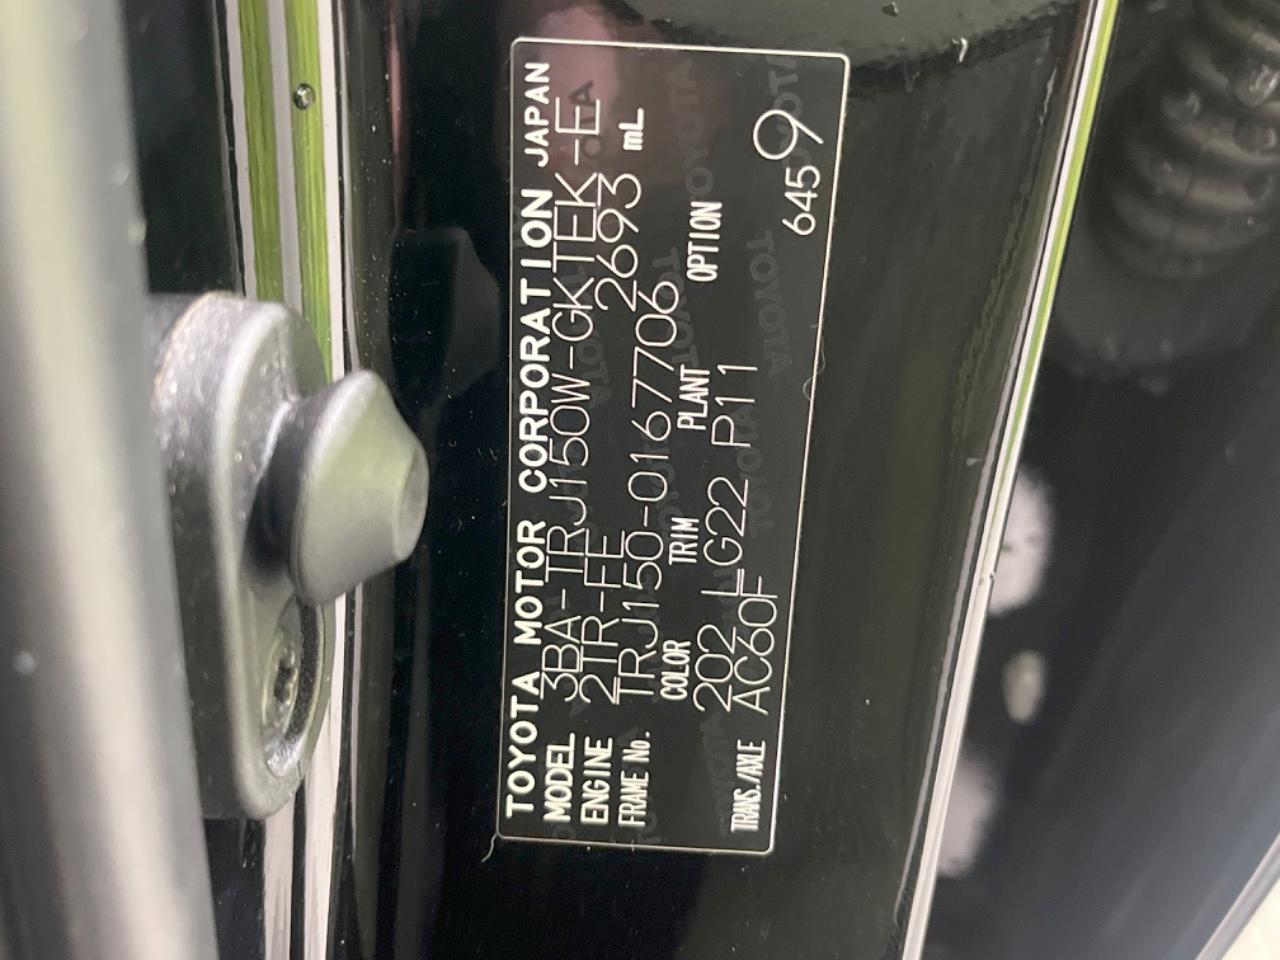 TOYOTA MOTOR CORPORATION JAPAN
MODEL 3BA-TRJ150W-GKTEK-EA
ENGINE 2TR-FE 2693 mL
FRAME No. TRJ150-0167706
COLOR TRIM PLANT OPTION
202 LG22 P11
TRANS./AXLE AC60F
6459